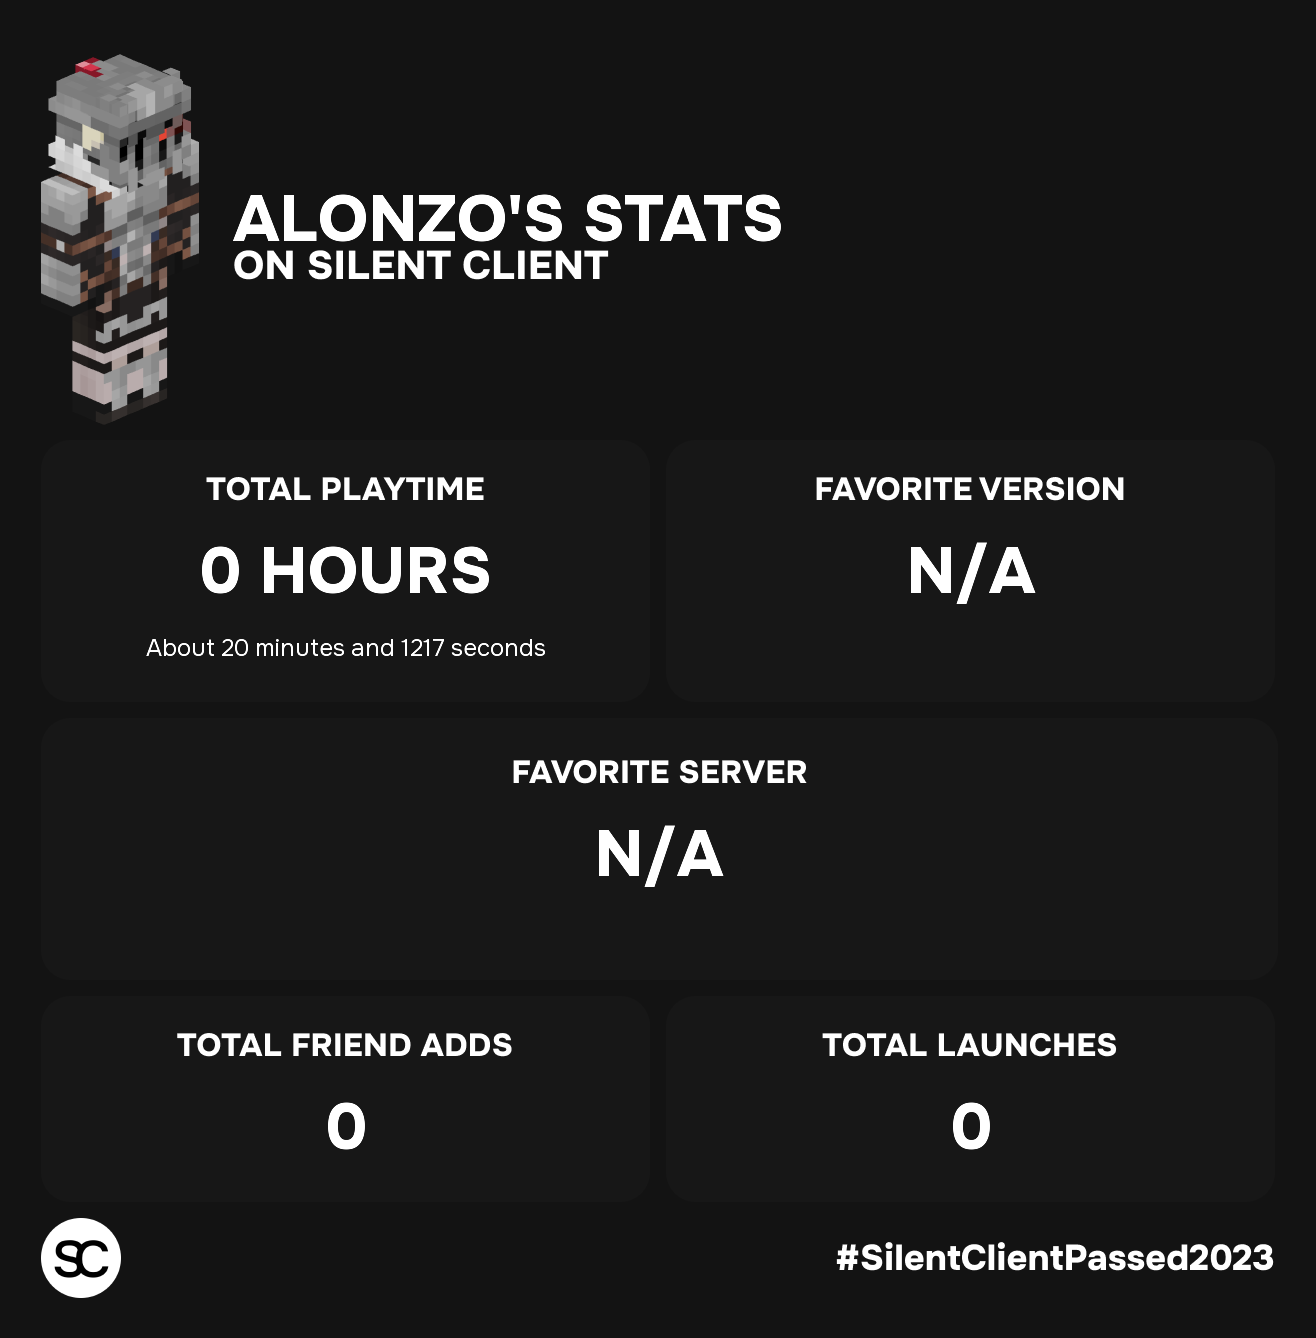 ALONZO'S STATS
ON SILENT CLIENT
TOTAL PLAYTIME
0 HOURS
About 20 minutes and 1217 seconds
FAVORITE VERSION
N/A
FAVORITE SERVER
N/A
TOTAL FRIEND ADDS
0
TOTAL LAUNCHES
0
SC
#SilentClientPassed2023